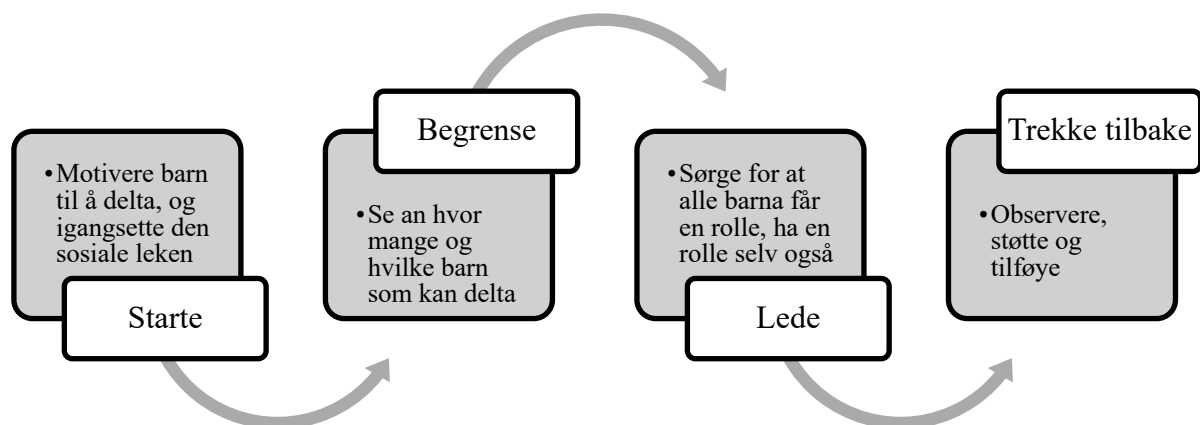 •Motivere barn
til å delta, og
igangsette den
sosiale leken
Starte
Begrense
•Se an hvor
mange og
hvilke barn
som kan delta
•Sørge for at
alle barna får
en rolle, ha en
rolle selv også
Lede
Trekke tilbake
•Observere,
støtte og
tilføye